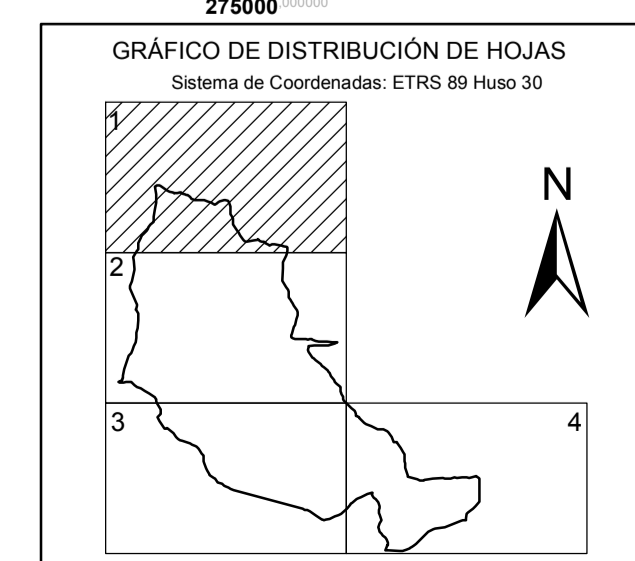 275000,000000
GRÁFICO DE DISTRIBUCIÓN DE HOJAS
Sistema de Coordenadas: ETRS 89 Huso 30
1
N
2
3
4